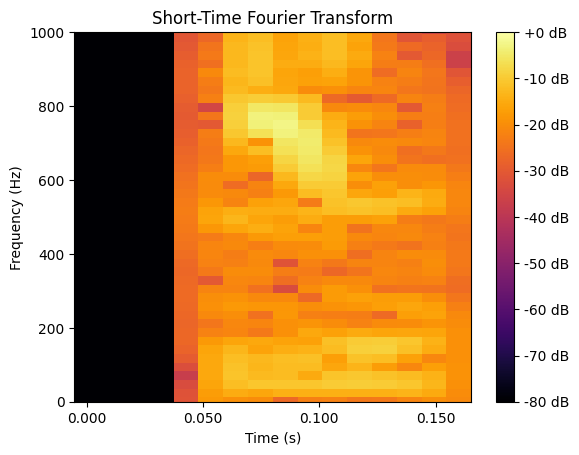 Short-Time Fourier Transform
1000
800
600
400
200
0
Frequency (Hz)
0.000
0.050
0.100
0.150
Time (s)
+0 dB
-10 dB
-20 dB
-30 dB
-40 dB
-50 dB
-60 dB
-70 dB
-80 dB